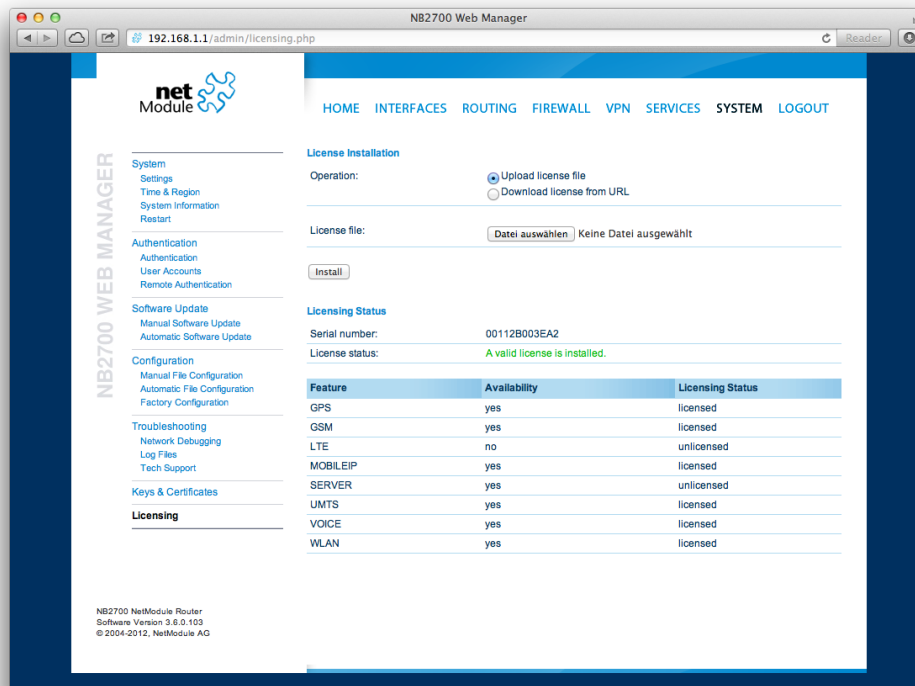 NB2700 Web Manager
192.168.1.1/admin/licensing.php
Reader
net
Module
HOME INTERFACES ROUTING FIREWALL VPN SERVICES SYSTEM LOGOUT
NB2700 WEB MANAGER
System
Settings
Time & Region
System Information
Restart
Authentication
Authentication
User Accounts
Remote Authentication
Software Update
Manual Software Update
Automatic Software Update
Configuration
Manual File Configuration
Automatic File Configuration
Factory Configuration
Troubleshooting
Network Debugging
Log Files
Tech Support
Keys & Certificates
Licensing
NB2700 NetModule Router
Software Version 3.6.0.103
© 2004-2012, NetModule AG
License Installation
Operation: Upload license file
Download license from URL
License file: Datei auswählen Keine Datei ausgewählt
Install
Licensing Status
Serial number: 00112B003EA2
License status: A valid license is installed.
Feature Availability Licensing Status
GPS yes licensed
GSM yes licensed
LTE no unlicensed
MOBILEIP yes licensed
SERVER yes unlicensed
UMTS yes licensed
VOICE yes licensed
WLAN yes licensed